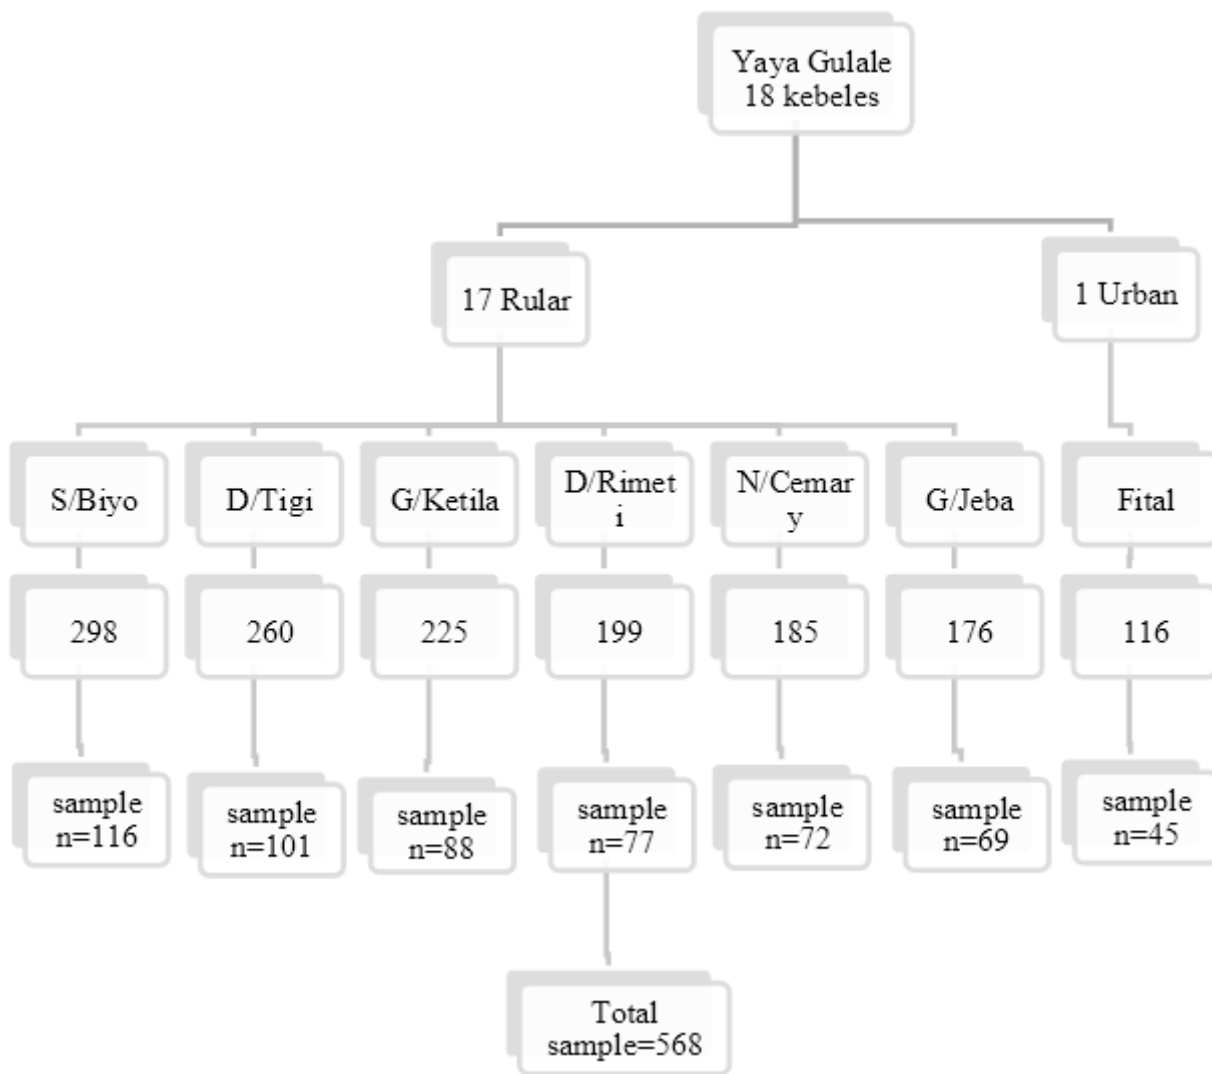 Yaya Gulale
18 kebeles
17 Rular
1 Urban
S/Biyo
D/Tigi
G/Ketila
D/Rimet
i
N/Cemar
y
G/Jeba
Fital
298
260
225
199
185
176
116
sample
n=116
sample
n=101
sample
n=88
sample
n=77
sample
n=72
sample
n=69
sample
n=45
Total
sample=568